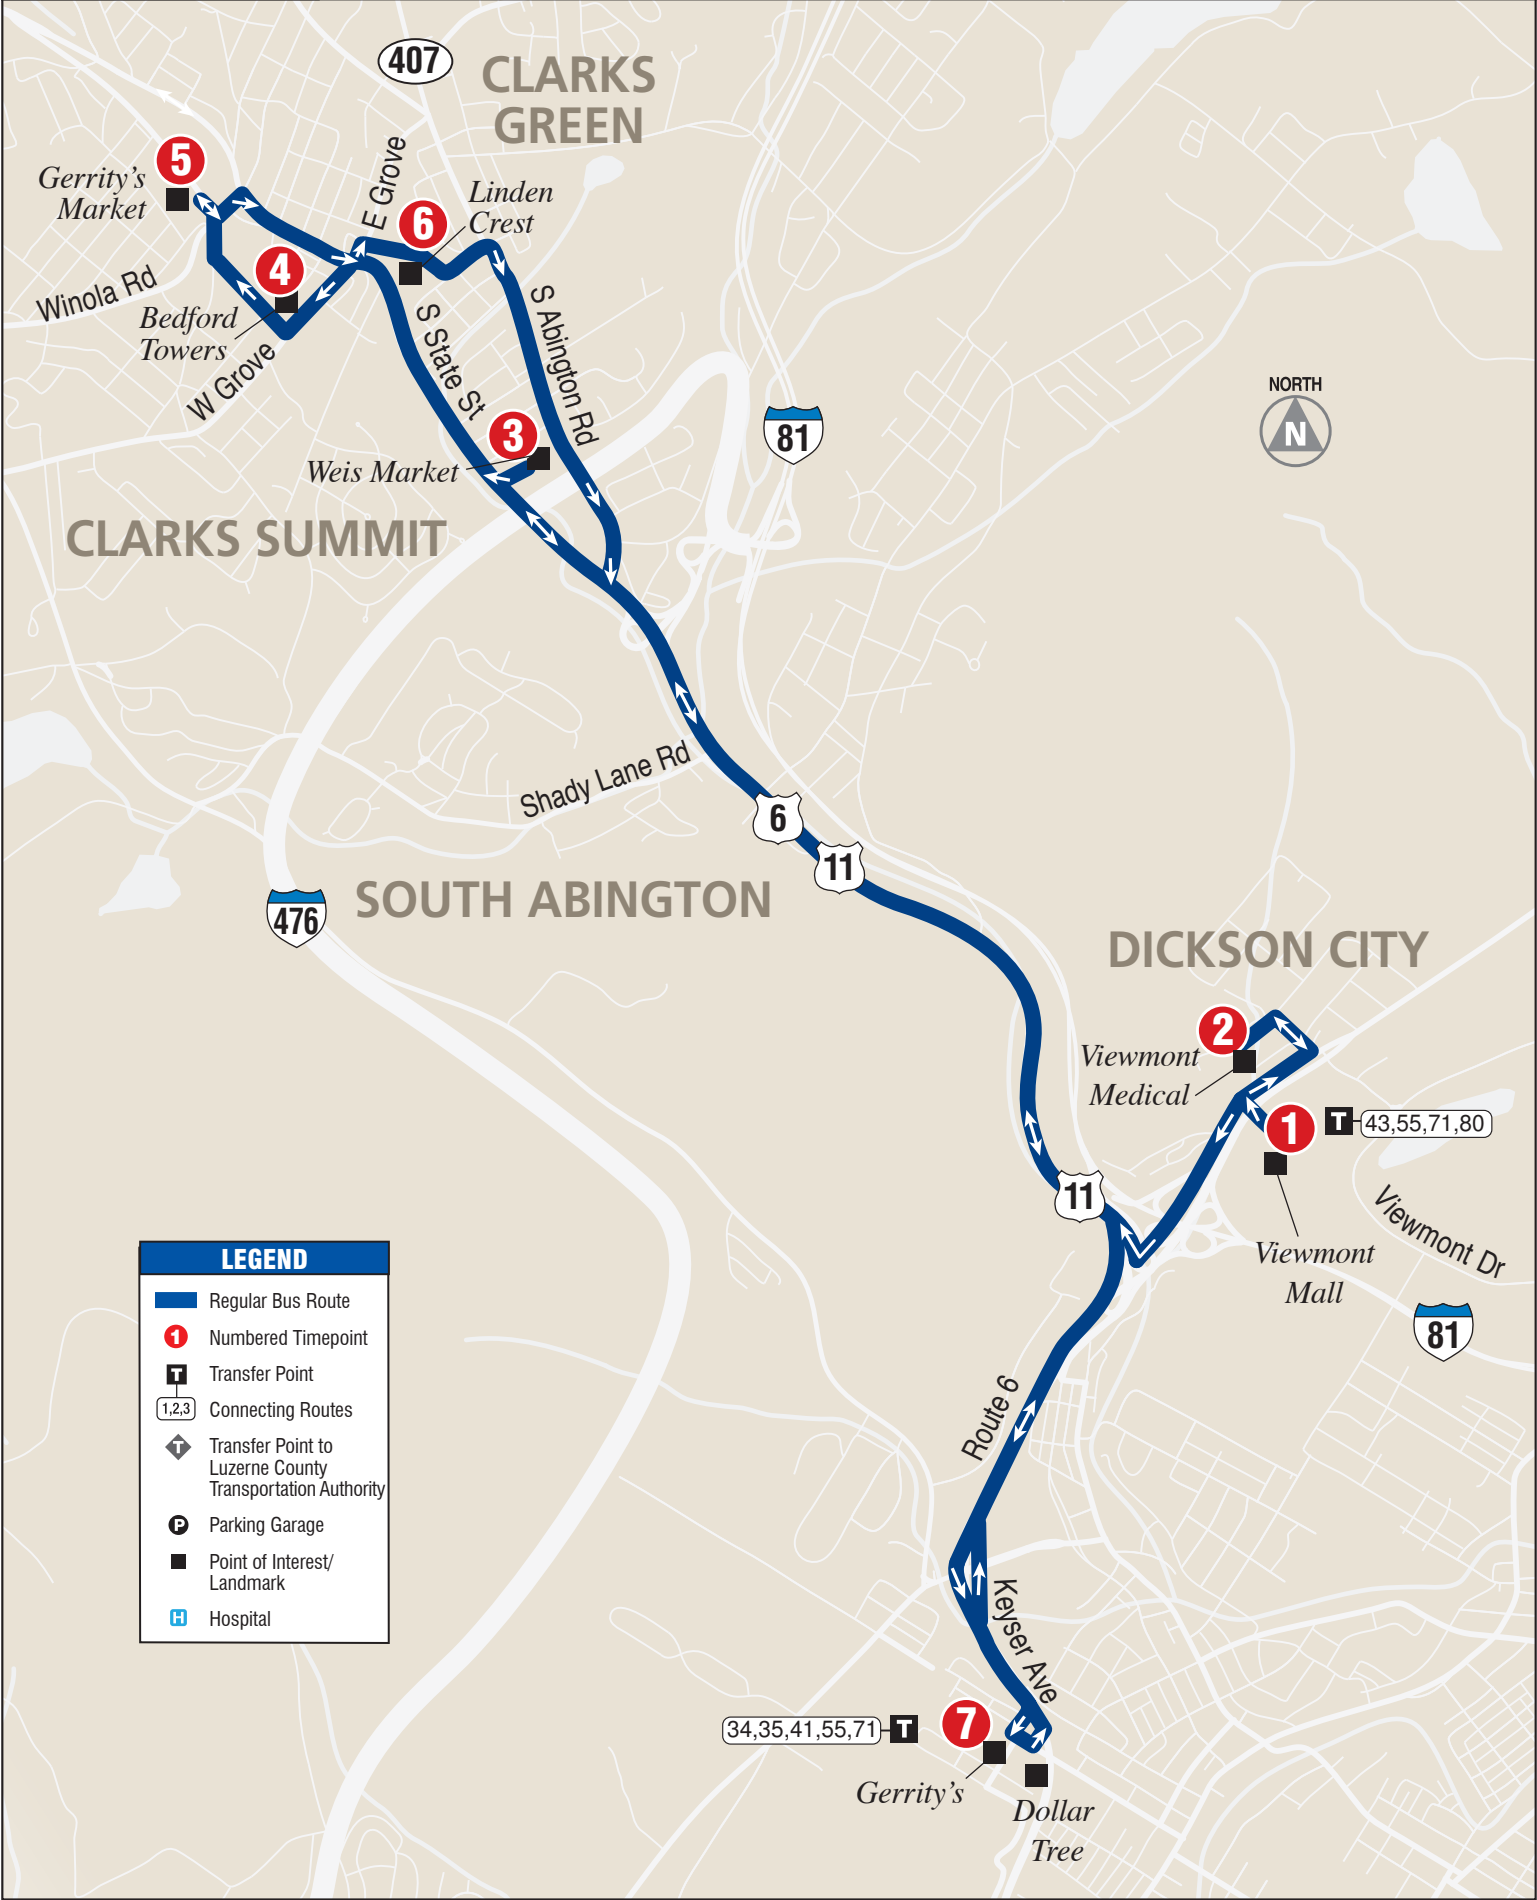 407
CLARKS
GREEN
5
Gerrity's
Market
E Grove
6
Linden
Crest
4
Winola Rd
Bedford
Towers
W Grove
S State St
S Abington Rd
3
Weis Market
81
NORTH
N
CLARKS SUMMIT
Shady Lane Rd
6
11
476
SOUTH ABINGTON
DICKSON CITY
2
Viewmont
Medical
1
T
43,55,71,80
11
Viewmont Dr
Viewmont
Mall
81
LEGEND
Regular Bus Route
1
Numbered Timepoint
T
Transfer Point
1,2,3
Connecting Routes
T
Transfer Point to
Luzerne County
Transportation Authority
P
Parking Garage
Point of Interest/
Landmark
H
Hospital
Route 6
Keyser Ave
34,35,41,55,71
T
7
Gerrity's
Dollar
Tree